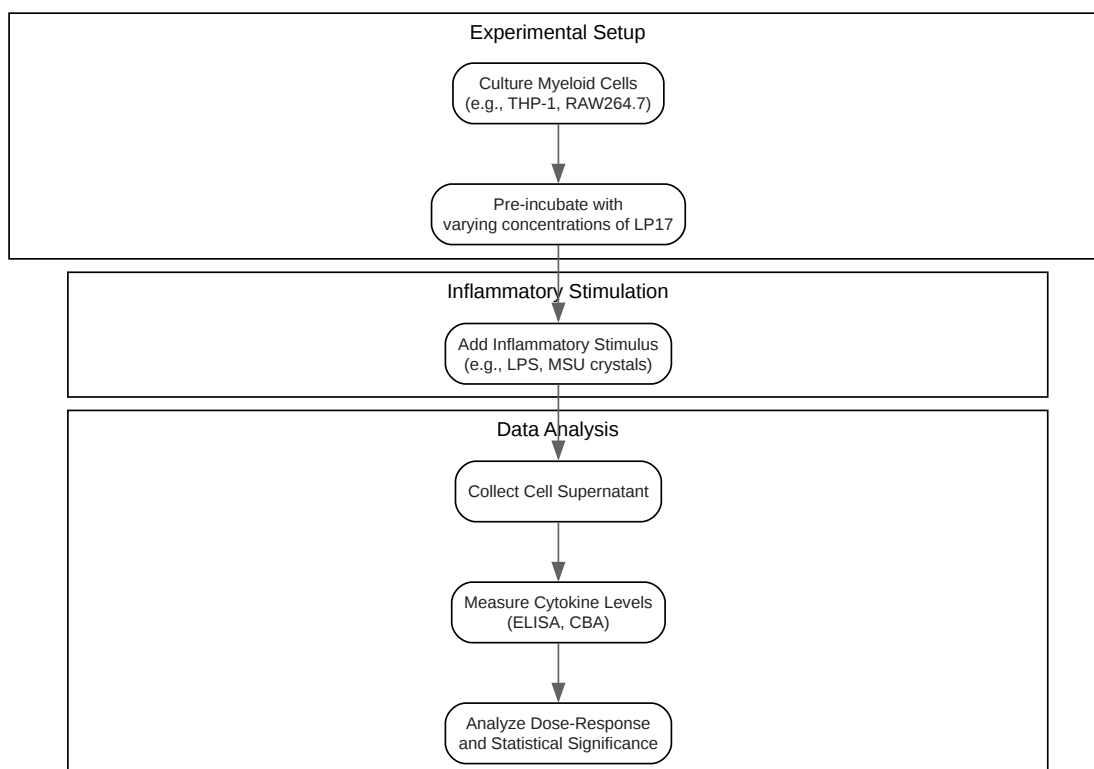 Experimental Setup
Culture Myeloid Cells
(e.g., THP-1, RAW264.7)
Pre-incubate with
varying concentrations of LP17
Inflammatory Stimulation
Add Inflammatory Stimulus
(e.g., LPS, MSU crystals)
Data Analysis
Collect Cell Supernatant
Measure Cytokine Levels
(ELISA, CBA)
Analyze Dose-Response
and Statistical Significance